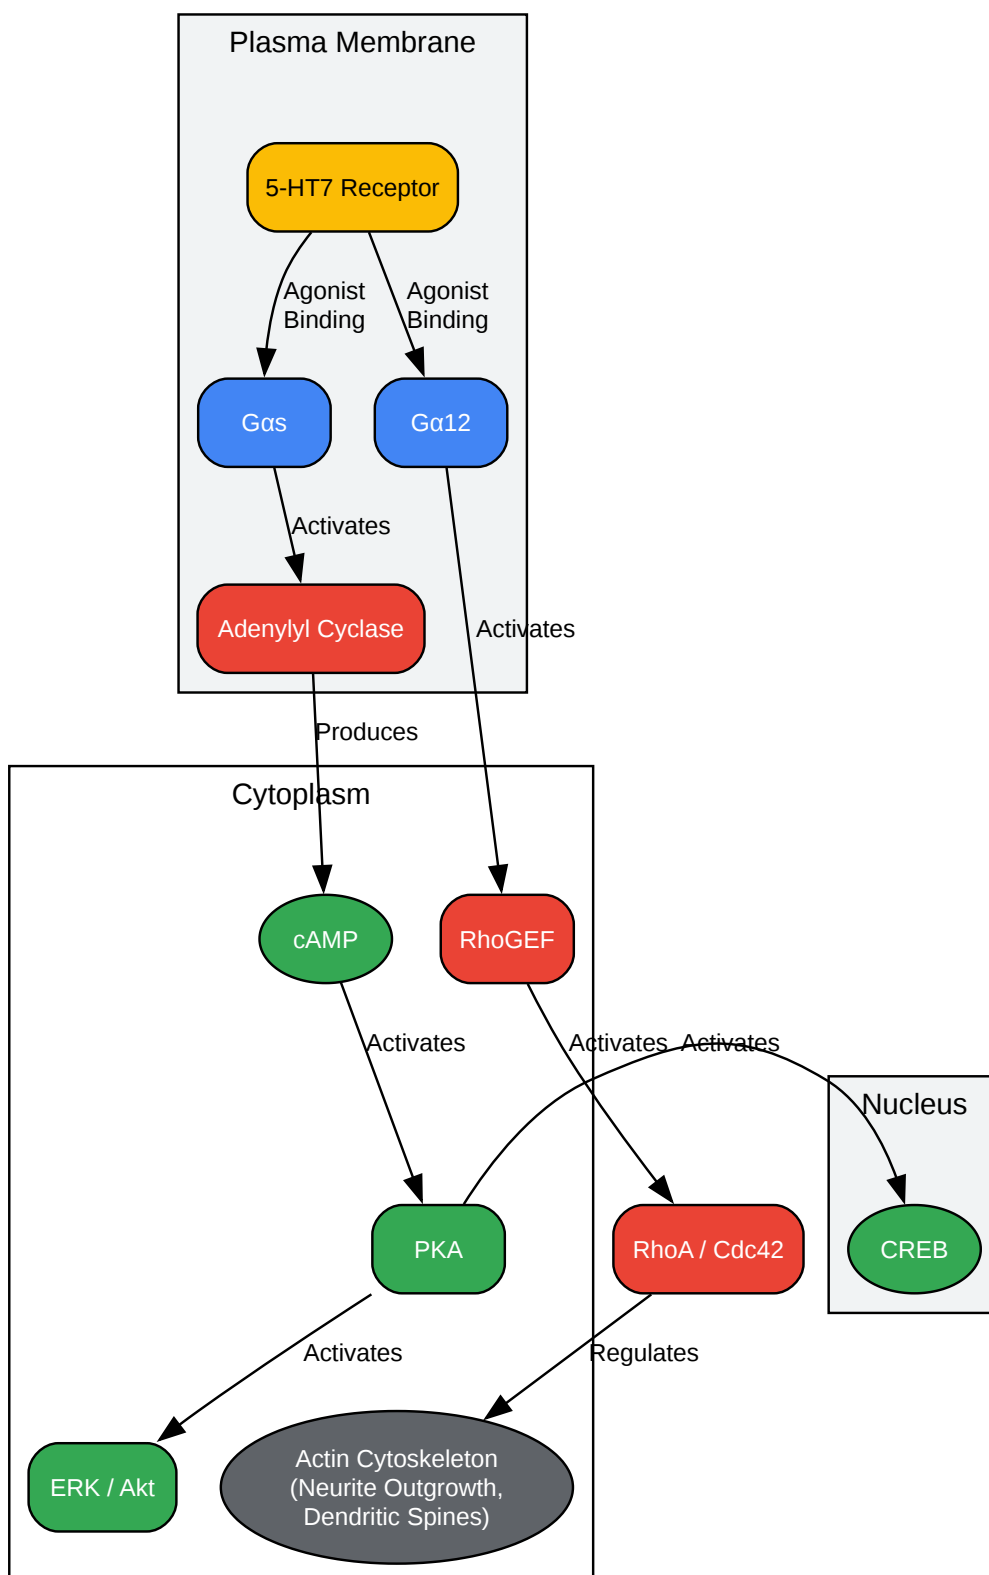 Plasma Membrane
5-HT7 Receptor
Agonist
Binding
Agonist
Binding
Gαs
Gα12
Activates
Adenylyl Cyclase
Activates
Produces
Cytoplasm
cAMP
RhoGEF
Activates
Activates
Activates
Nucleus
PKA
RhoA / Cdc42
CREB
Activates
Regulates
ERK / Akt
Actin Cytoskeleton
(Neurite Outgrowth,
Dendritic Spines)